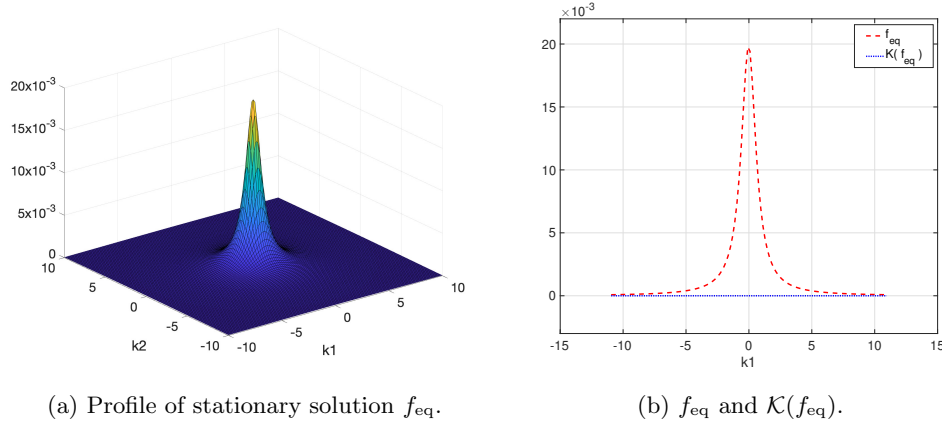 20x10⁻³
15x10⁻³
10x10⁻³
5x10⁻³
0
10
5
0
-5
-10
k2
-10
-5
0
5
10
k1
×10⁻³
20
15
10
5
0
-15
-10
-5
0
5
10
15
k1
f_eq
K( f_eq)
(a) Profile of stationary solution f_eq.
(b) f_eq and 𝒦(f_eq).